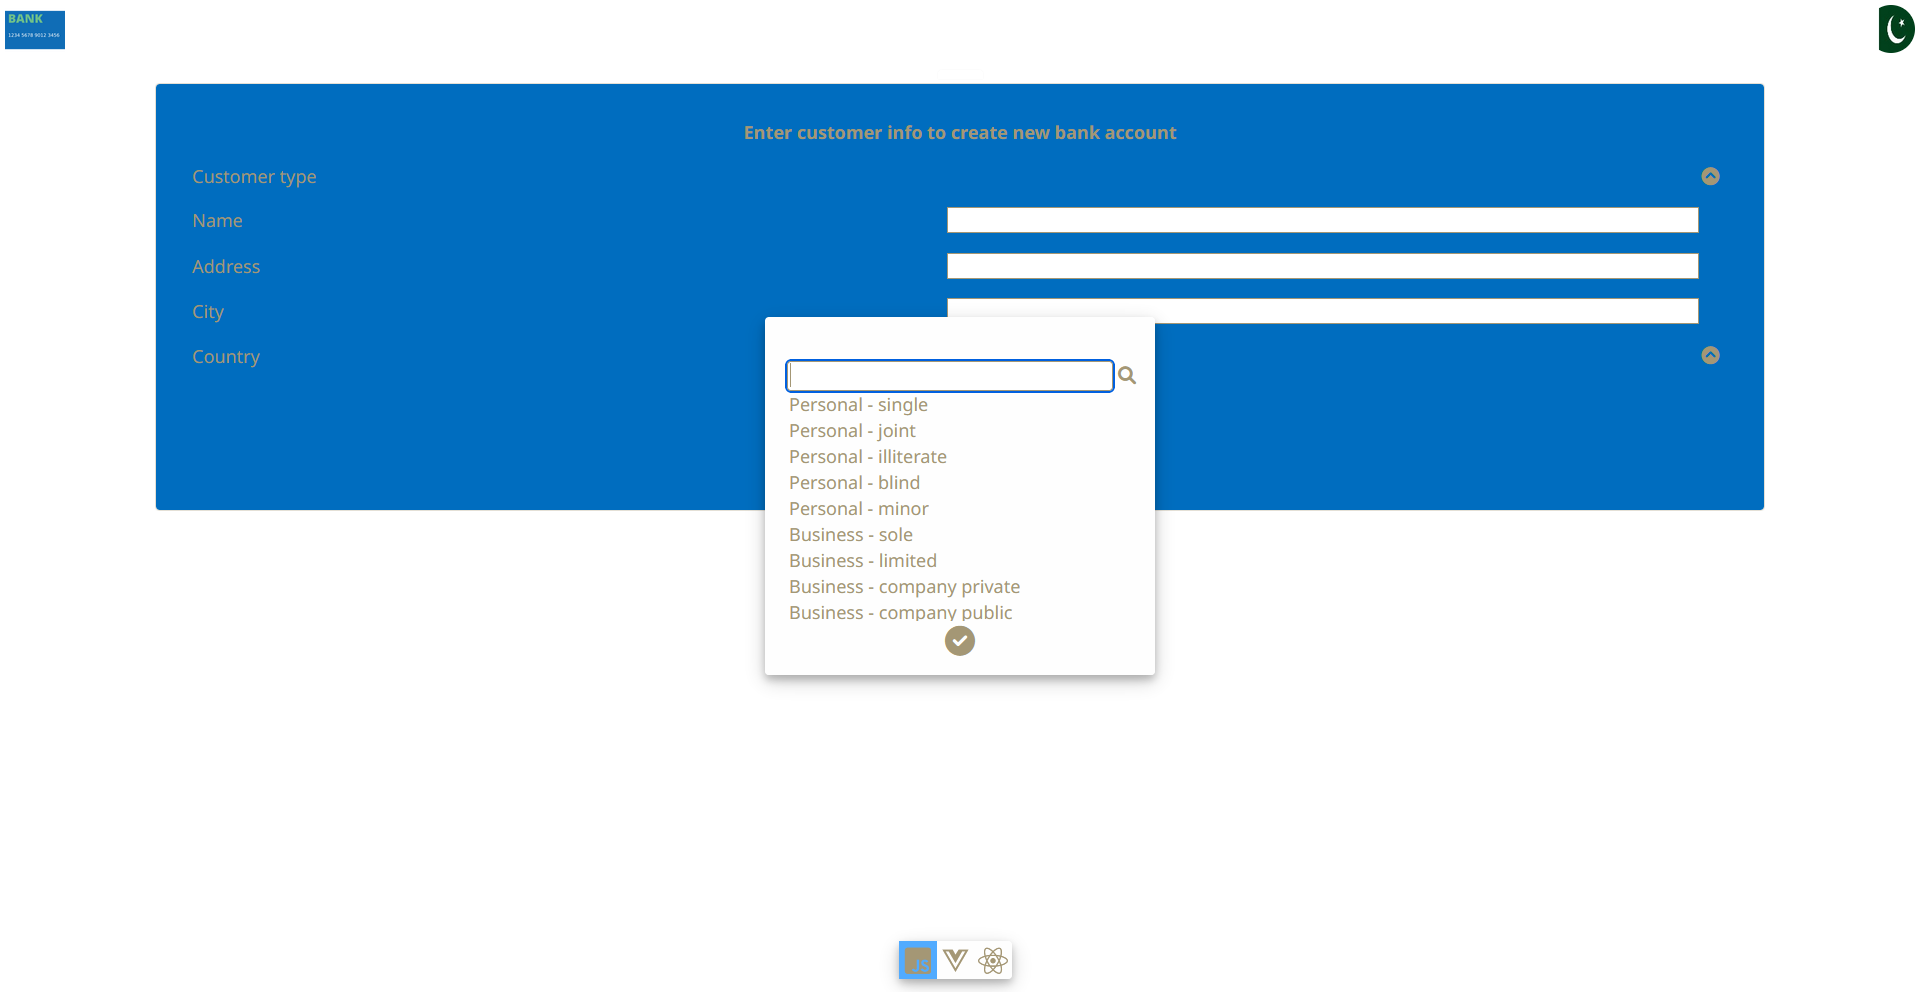 BANK
1234 5678 9012 3456
Enter customer info to create new bank account
Customer type
Name
Address
City
Country
Personal - single
Personal - joint
Personal - illiterate
Personal - blind
Personal - minor
Business - sole
Business - limited
Business - company private
Business - company public
JS